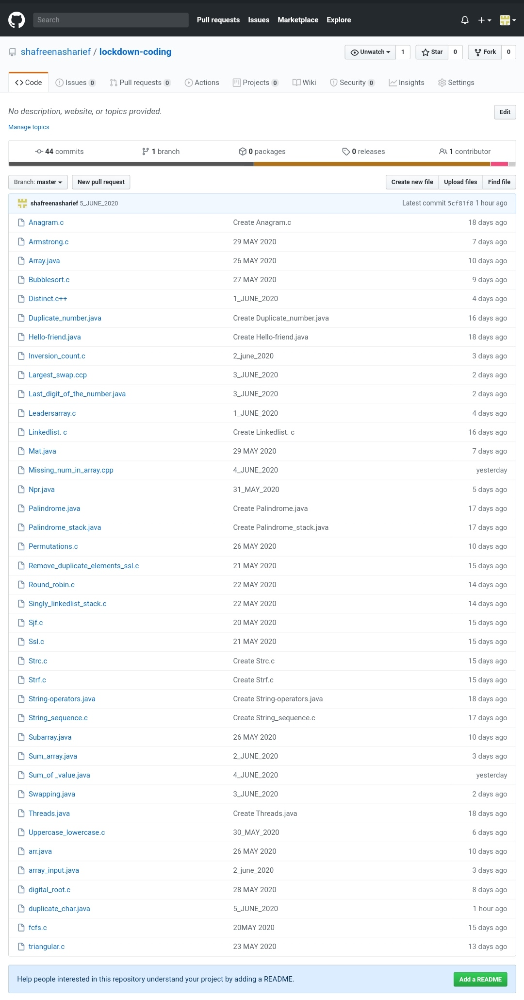 Search Pull requests Issues Marketplace Explore
shafreenasharief / lockdown-coding Unwatch 1 Star 0 Fork 0
Code Issues 0 Pull requests 0 Actions Projects 0 Wiki Security 0 Insights Settings
No description, website, or topics provided. Edit
Manage topics
44 commits 1 branch 0 packages 0 releases 1 contributor
Branch: master New pull request Create new file Upload files Find file
shafreenasharief 5_JUNE_2020 Latest commit 5cf81f8 1 hour ago
Anagram.c Create Anagram.c 18 days ago
Armstrong.c 29 MAY 2020 7 days ago
Array.java 26 MAY 2020 10 days ago
Bubblesort.c 27 MAY 2020 9 days ago
Distinct.c++ 1_JUNE_2020 4 days ago
Duplicate_number.java Create Duplicate_number.java 16 days ago
Hello-friend.java Create Hello-friend.java 18 days ago
Inversion_count.c 2_june_2020 3 days ago
Largest_swap.ccp 3_JUNE_2020 2 days ago
Last_digit_of_the_number.java 3_JUNE_2020 2 days ago
Leadersarray.c 1_JUNE_2020 4 days ago
Linkedlist. c Create Linkedlist. c 16 days ago
Mat.java 29 MAY 2020 7 days ago
Missing_num_in_array.cpp 4_JUNE_2020 yesterday
Npr.java 31_MAY_2020 5 days ago
Palindrome.java Create Palindrome.java 17 days ago
Palindrome_stack.java Create Palindrome_stack.java 17 days ago
Permutations.c 26 MAY 2020 10 days ago
Remove_duplicate_elements_ssl.c 21 MAY 2020 15 days ago
Round_robin.c 22 MAY 2020 14 days ago
Singly_linkedlist_stack.c 22 MAY 2020 14 days ago
Sjf.c 20 MAY 2020 15 days ago
Ssl.c 21 MAY 2020 15 days ago
Strc.c Create Strc.c 15 days ago
Strf.c Create Strf.c 15 days ago
String-operators.java Create String-operators.java 18 days ago
String_sequence.c Create String_sequence.c 17 days ago
Subarray.java 26 MAY 2020 10 days ago
Sum_array.java 2_JUNE_2020 3 days ago
Sum_of _value.java 4_JUNE_2020 yesterday
Swapping.java 3_JUNE_2020 2 days ago
Threads.java Create Threads.java 18 days ago
Uppercase_lowercase.c 30_MAY_2020 6 days ago
arr.java 26 MAY 2020 10 days ago
array_input.java 2_june_2020 3 days ago
digital_root.c 28 MAY 2020 8 days ago
duplicate_char.java 5_JUNE_2020 1 hour ago
fcfs.c 20MAY 2020 15 days ago
triangular.c 23 MAY 2020 13 days ago
Help people interested in this repository understand your project by adding a README. Add a README